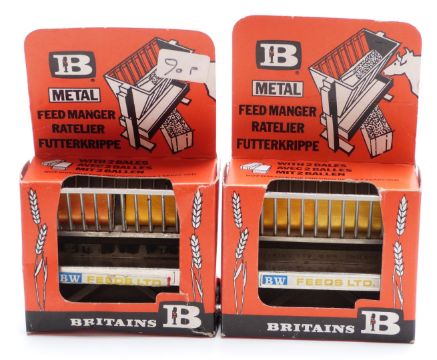 B
90P
METAL
FEED MANGER
RATELIER
FUTTERKRIPPE
WITH 2 BALES
AVEC 2 BALLES
MIT 2 BALLEN
BW FEEDS LTD.
BRITAINS B
B
METAL
FEED MANGER
RATELIER
FUTTERKRIPPE
WITH 2 BALES
AVEC 2 BALLES
MIT 2 BALLEN
BW FEEDS LTD.
BRITAINS B